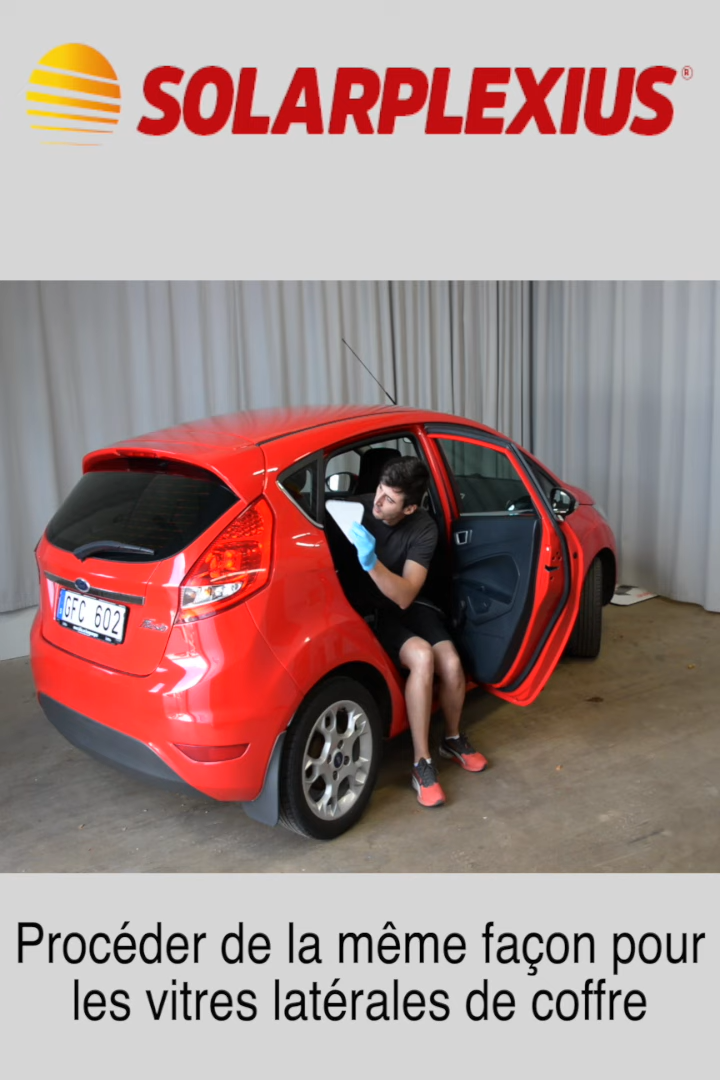 SOLARPLEXIUS®
GFC 602
Procéder de la même façon pour
les vitres latérales de coffre